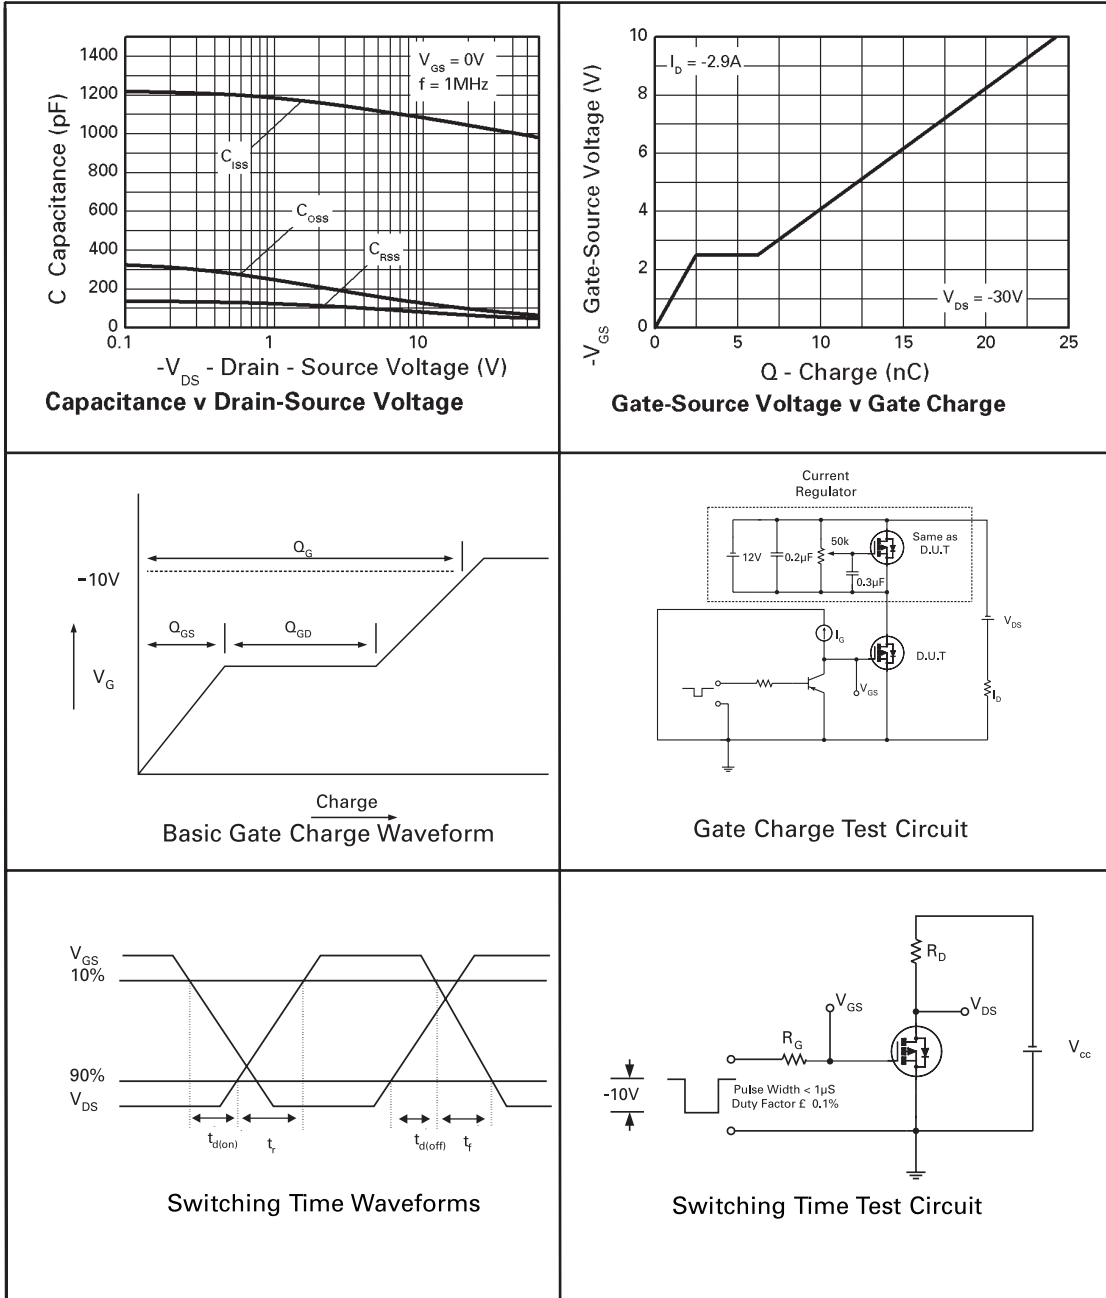 1400
1200
1000
800
600
400
200
0
0.1
1
10
C Capacitance (pF)
V_GS = 0V
f = 1MHz
C_ISS
C_OSS
C_RSS
-V_DS - Drain - Source Voltage (V)
Capacitance v Drain-Source Voltage
10
8
6
4
2
0
0
5
10
15
20
25
-V_GS Gate-Source Voltage (V)
I_D = -2.9A
V_DS = -30V
Q - Charge (nC)
Gate-Source Voltage v Gate Charge
Q_G
-10V
Q_GS
Q_GD
V_G
Charge
Basic Gate Charge Waveform
Current
Regulator
12V
0.2µF
50k
0.3µF
Same as
D.U.T
I_G
V_DS
D.U.T
V_GS
I_D
Gate Charge Test Circuit
V_GS
10%
90%
V_DS
t_d(on)
t_r
t_d(off)
t_f
Switching Time Waveforms
R_D
V_GS
V_DS
R_G
V_cc
-10V
Pulse Width < 1µS
Duty Factor £ 0.1%
Switching Time Test Circuit